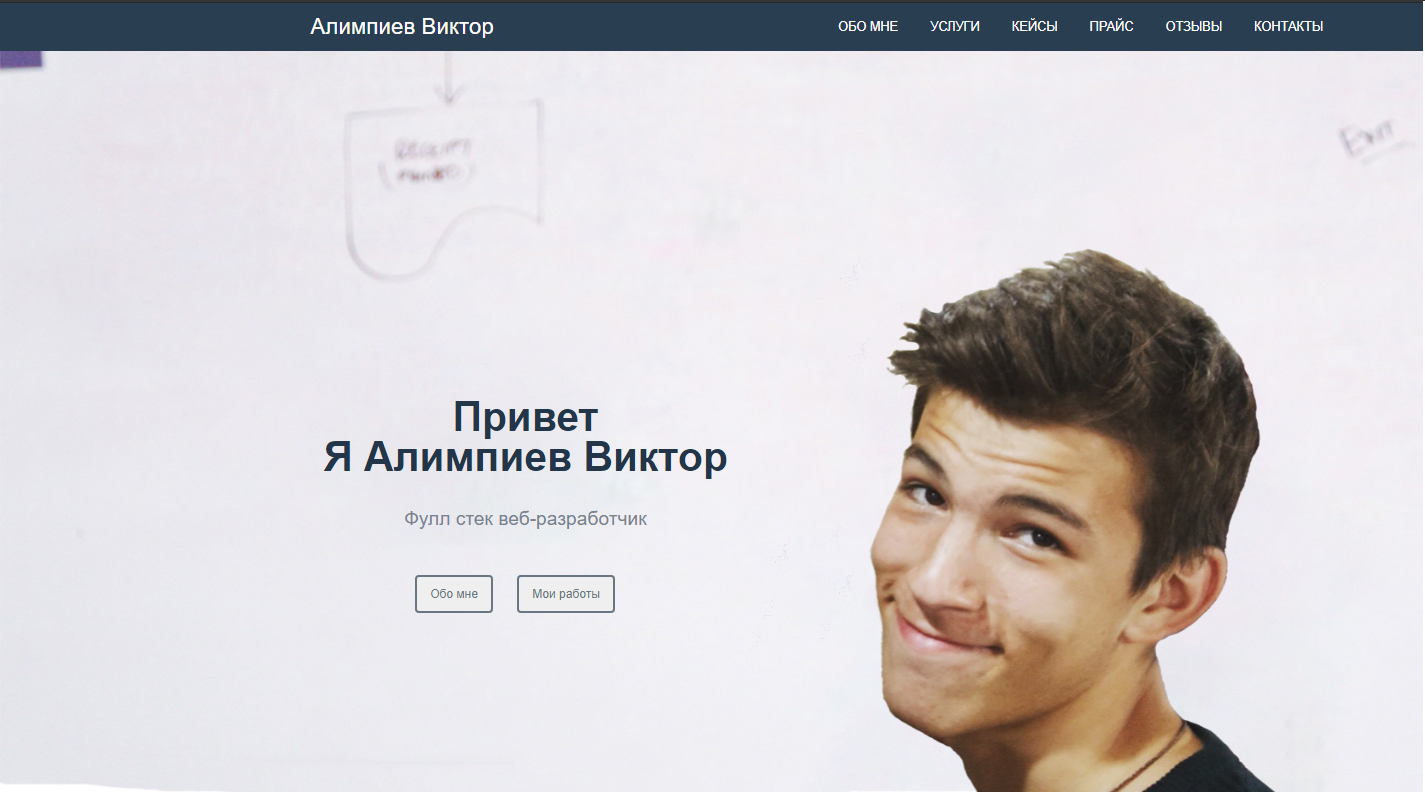 Алимпиев Виктор
ОБО МНЕ УСЛУГИ КЕЙСЫ ПРАЙС ОТЗЫВЫ КОНТАКТЫ
Привет
Я Алимпиев Виктор
Фулл стек веб-разработчик
Обо мне Мои работы